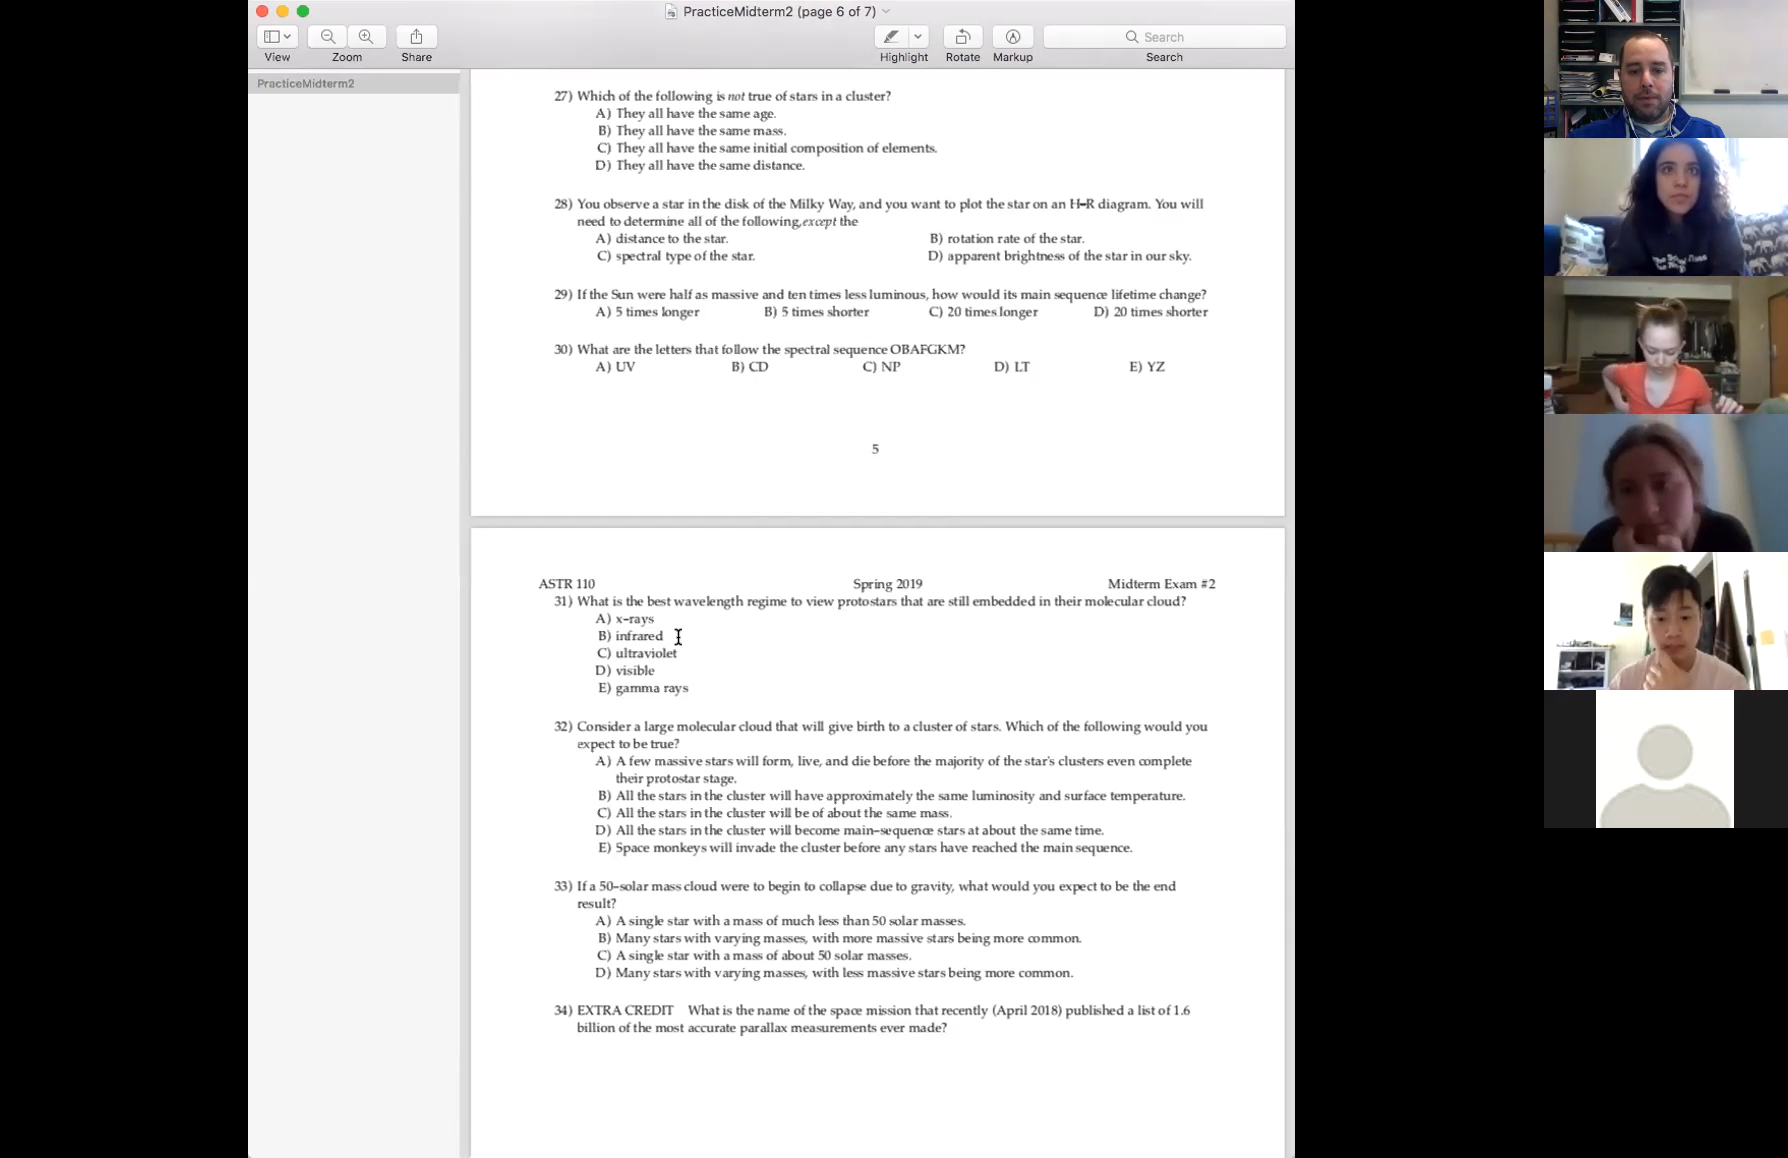 PracticeMidterm2 (page 6 of 7)
View
Zoom
Share
Highlight
Rotate
Markup
Search
Search
PracticeMidterm2
27) Which of the following is not true of stars in a cluster?
A) They all have the same age.
B) They all have the same mass.
C) They all have the same initial composition of elements.
D) They all have the same distance.
28) You observe a star in the disk of the Milky Way, and you want to plot the star on an H-R diagram. You will
need to determine all of the following, except the
A) distance to the star.
B) rotation rate of the star.
C) spectral type of the star.
D) apparent brightness of the star in our sky.
29) If the Sun were half as massive and ten times less luminous, how would its main sequence lifetime change?
A) 5 times longer
B) 5 times shorter
C) 20 times longer
D) 20 times shorter
30) What are the letters that follow the spectral sequence OBAFGKM?
A) UV
B) CD
C) NP
D) LT
E) YZ
5
ASTR 110
Spring 2019
Midterm Exam #2
31) What is the best wavelength regime to view protostars that are still embedded in their molecular cloud?
A) x-rays
B) infrared
C) ultraviolet
D) visible
E) gamma rays
32) Consider a large molecular cloud that will give birth to a cluster of stars. Which of the following would you
expect to be true?
A) A few massive stars will form, live, and die before the majority of the star's clusters even complete
their protostar stage.
B) All the stars in the cluster will have approximately the same luminosity and surface temperature.
C) All the stars in the cluster will be of about the same mass.
D) All the stars in the cluster will become main-sequence stars at about the same time.
E) Space monkeys will invade the cluster before any stars have reached the main sequence.
33) If a 50-solar mass cloud were to begin to collapse due to gravity, what would you expect to be the end
result?
A) A single star with a mass of much less than 50 solar masses.
B) Many stars with varying masses, with more massive stars being more common.
C) A single star with a mass of about 50 solar masses.
D) Many stars with varying masses, with less massive stars being more common.
34) EXTRA CREDIT What is the name of the space mission that recently (April 2018) published a list of 1.6
billion of the most accurate parallax measurements ever made?